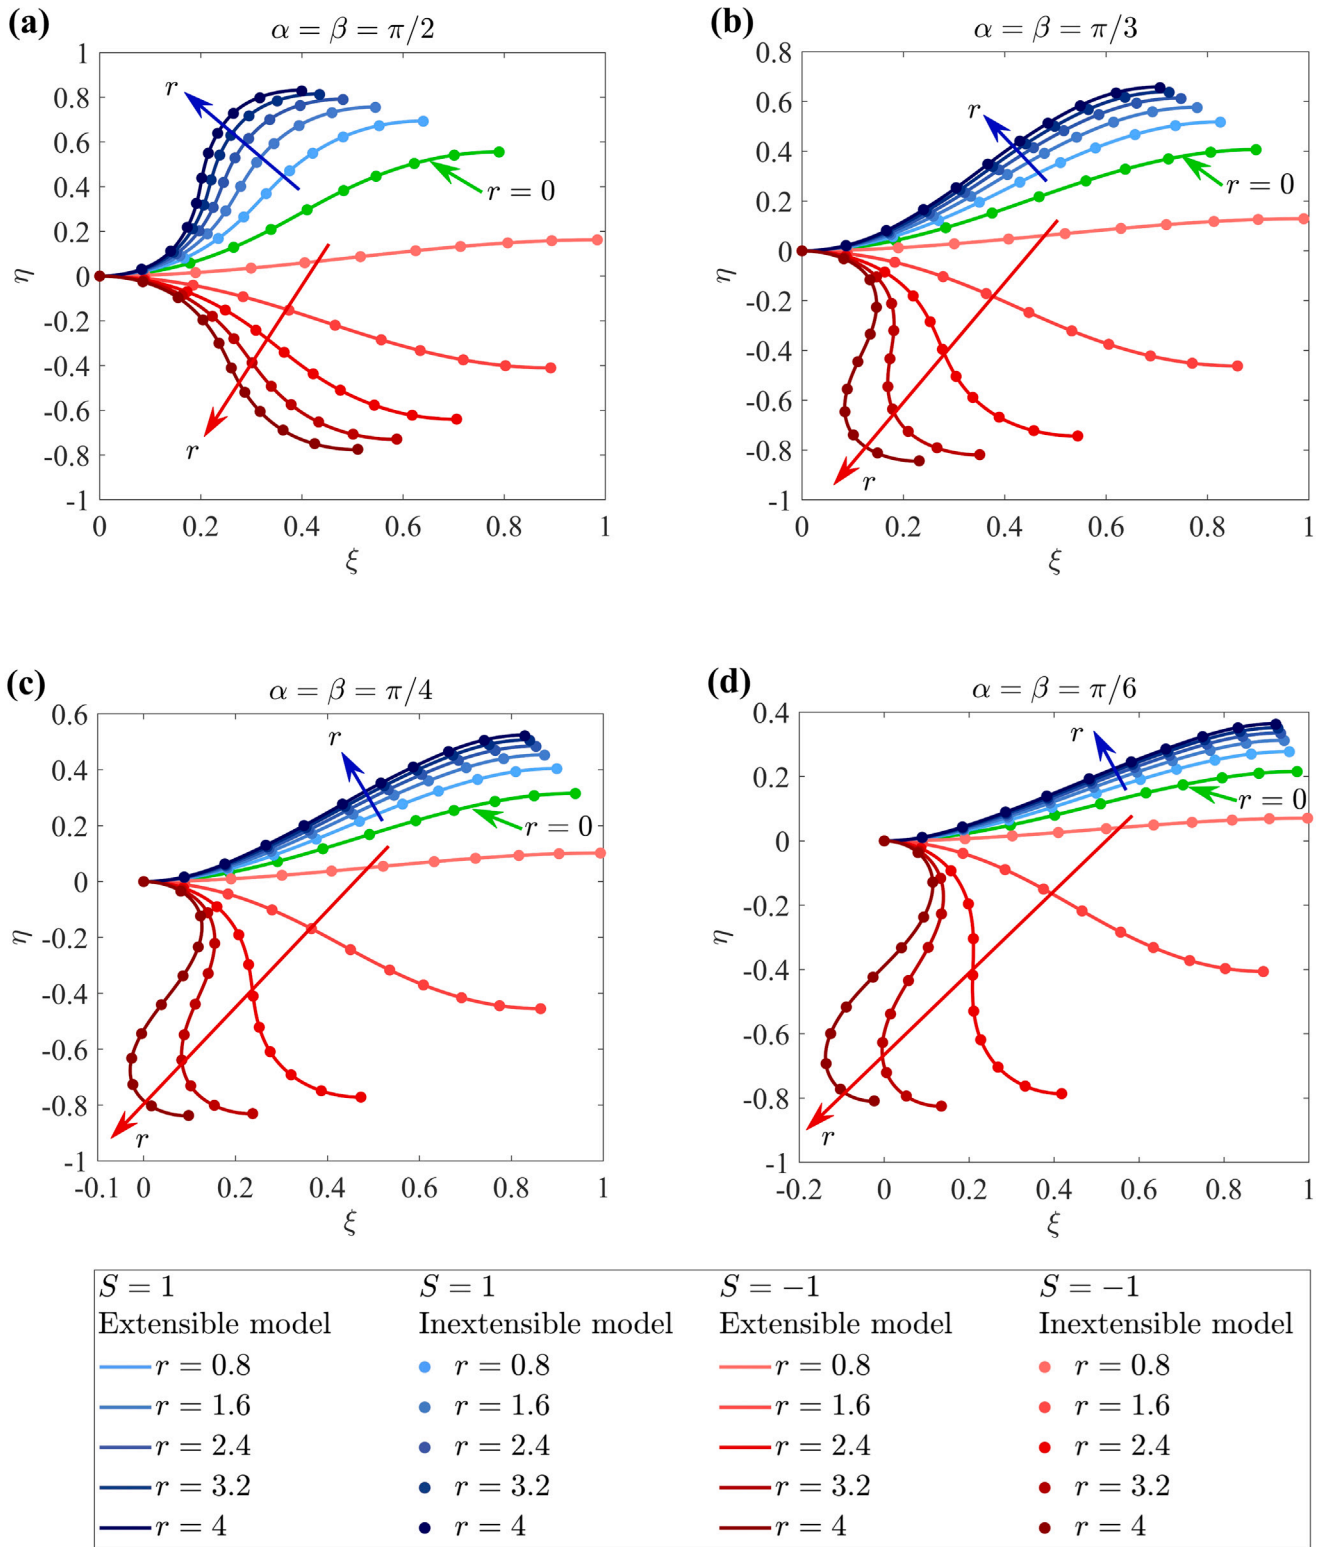 (a)
α = β = π/2
1
0.8
0.6
0.4
0.2
0
-0.2
-0.4
-0.6
-0.8
-1
η
r
r = 0
r
0 0.2 0.4 0.6 0.8 1
ξ
(b)
α = β = π/3
0.8
0.6
0.4
0.2
0
-0.2
-0.4
-0.6
-0.8
-1
η
r
r = 0
r
0 0.2 0.4 0.6 0.8 1
ξ
(c)
α = β = π/4
0.6
0.4
0.2
0
-0.2
-0.4
-0.6
-0.8
-1
η
r
r = 0
r
-0.1 0 0.2 0.4 0.6 0.8 1
ξ
(d)
α = β = π/6
0.4
0.2
0
-0.2
-0.4
-0.6
-0.8
-1
η
r
r = 0
r
-0.2 0 0.2 0.4 0.6 0.8 1
ξ
S = 1 S = 1 S = −1 S = −1
Extensible model Inextensible model Extensible model Inextensible model
r = 0.8 r = 0.8 r = 0.8 r = 0.8
r = 1.6 r = 1.6 r = 1.6 r = 1.6
r = 2.4 r = 2.4 r = 2.4 r = 2.4
r = 3.2 r = 3.2 r = 3.2 r = 3.2
r = 4 r = 4 r = 4 r = 4